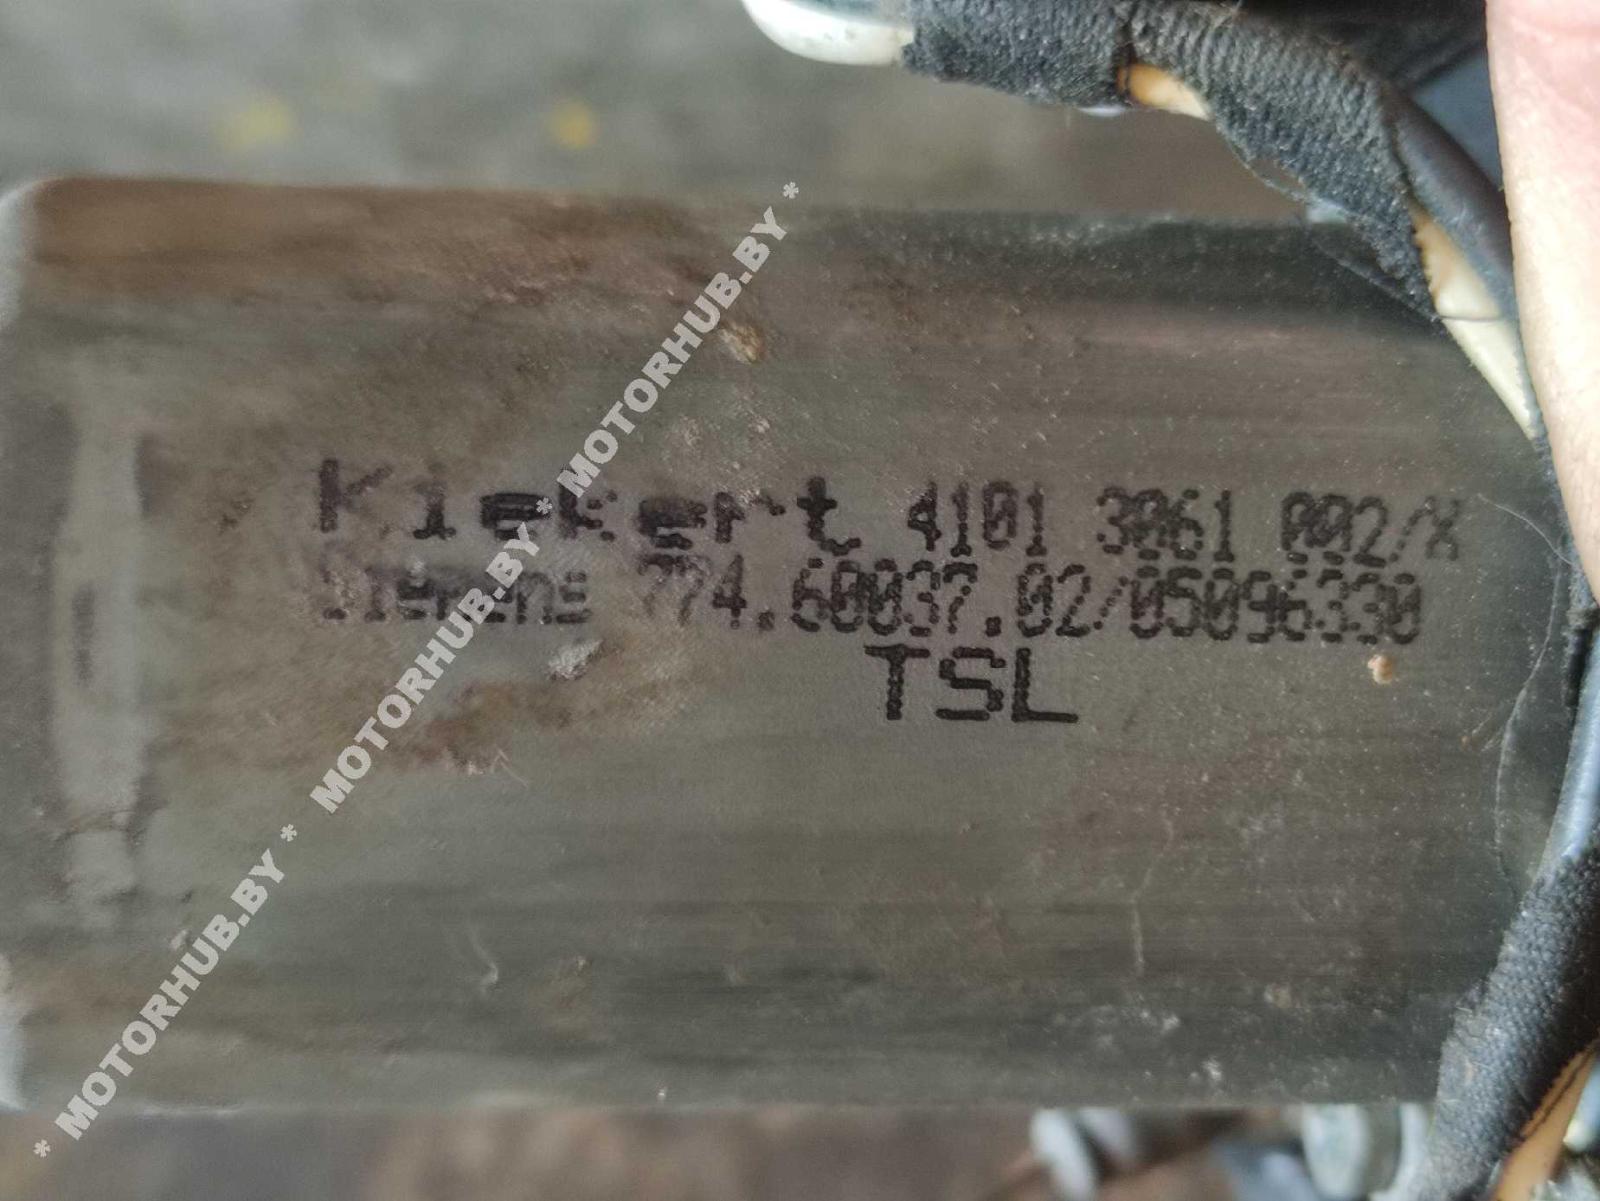 Kiekert 4101 3061 002/X
Siemens 774.60037.02/05096330
TSL
* MOTORHUB.BY * MOTORHUB.BY * MOTORHUB.BY *